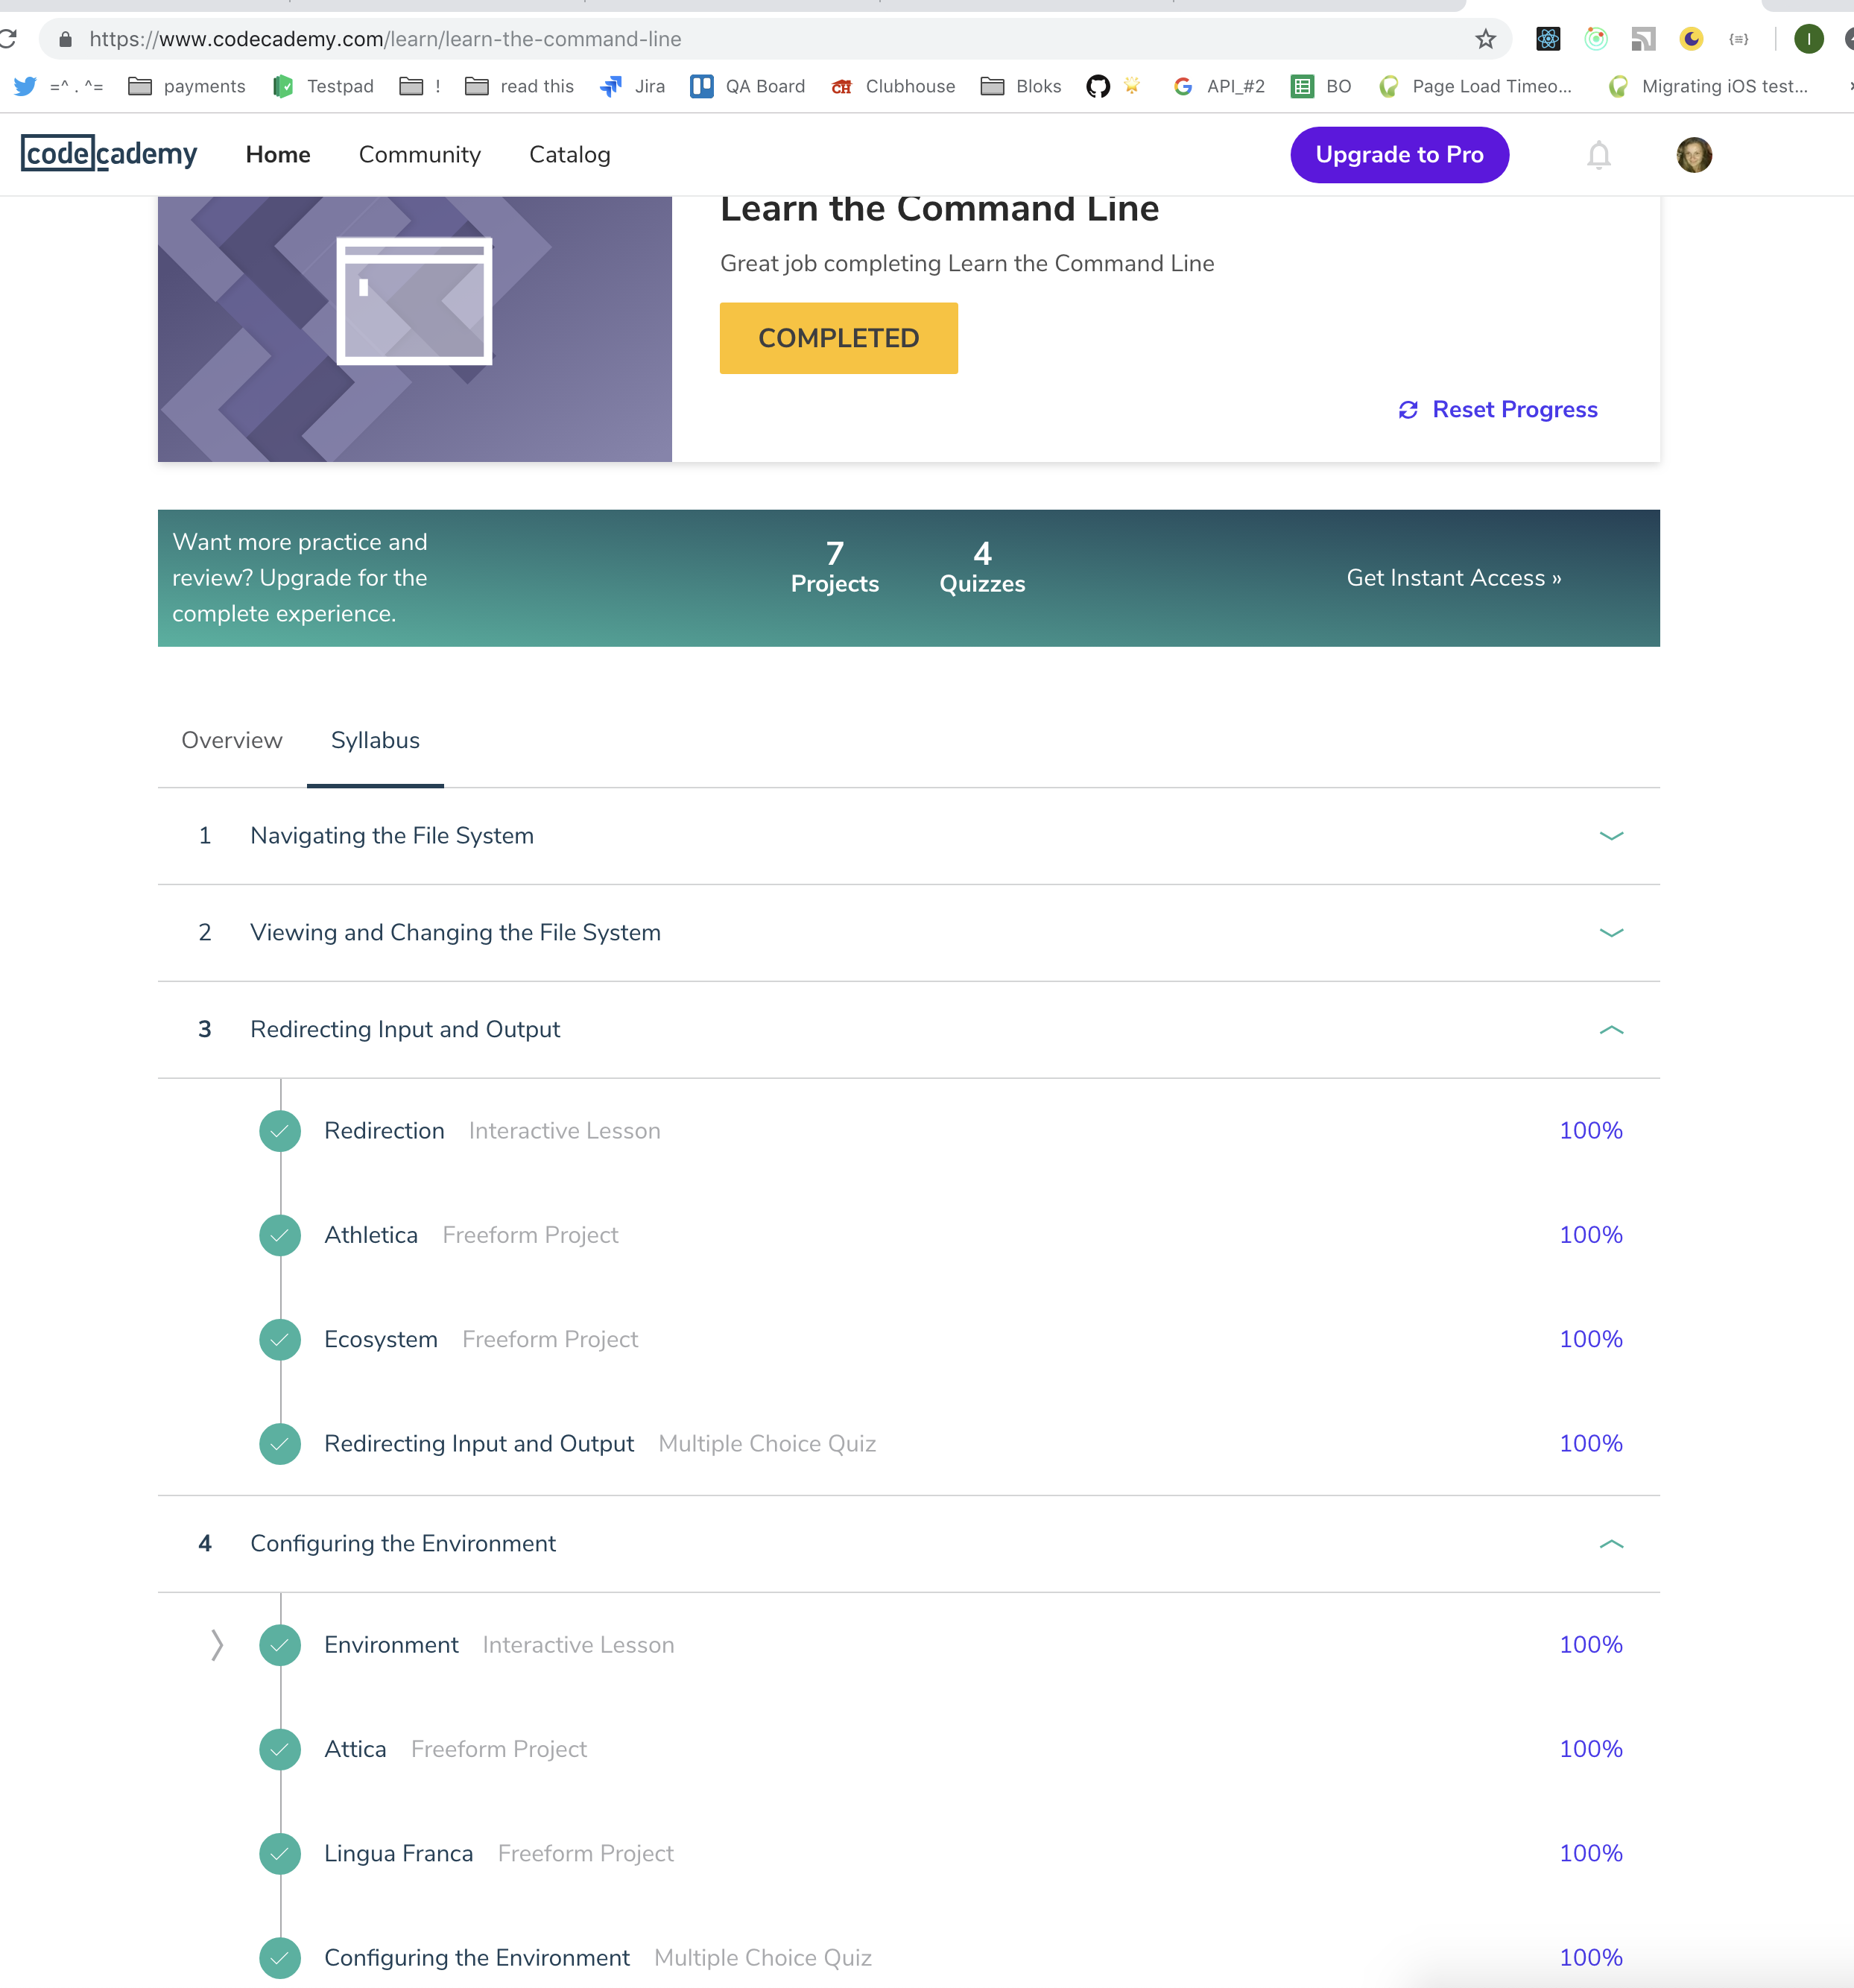 https://www.codecademy.com/learn/learn-the-command-line
{≡}
I
=^ . ^= payments Testpad ! read this Jira QA Board Clubhouse Bloks API_#2 BO Page Load Timeo... Migrating iOS test...
code|cademy Home Community Catalog Upgrade to Pro
Learn the Command Line
Great job completing Learn the Command Line
COMPLETED
Reset Progress
Want more practice and
review? Upgrade for the
complete experience.
7
Projects
4
Quizzes
Get Instant Access »
Overview Syllabus
1 Navigating the File System
2 Viewing and Changing the File System
3 Redirecting Input and Output
Redirection Interactive Lesson 100%
Athletica Freeform Project 100%
Ecosystem Freeform Project 100%
Redirecting Input and Output Multiple Choice Quiz 100%
4 Configuring the Environment
Environment Interactive Lesson 100%
Attica Freeform Project 100%
Lingua Franca Freeform Project 100%
Configuring the Environment Multiple Choice Quiz 100%